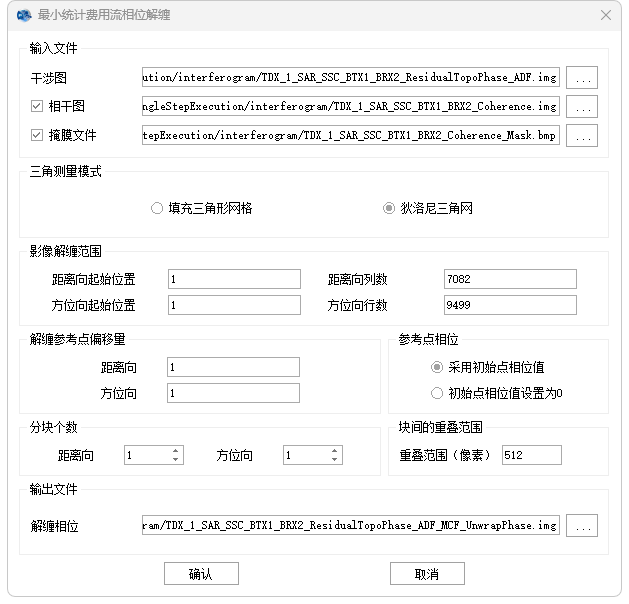 最小统计费用流相位解缠
输入文件
干涉图 ution/interferogram/TDX_1_SAR_SSC_BTX1_BRX2_ResidualTopoPhase_ADF.img ...
相干图 ngleStepExecution/interferogram/TDX_1_SAR_SSC_BTX1_BRX2_Coherence.img ...
掩膜文件 tepExecution/interferogram/TDX_1_SAR_SSC_BTX1_BRX2_Coherence_Mask.bmp ...
三角测量模式
填充三角形网格 狄洛尼三角网
影像解缠范围
距离向起始位置 1 距离向列数 7082
方位向起始位置 1 方位向行数 9499
解缠参考点偏移量 参考点相位
距离向 1 采用初始点相位值
方位向 1 初始点相位值设置为0
分块个数 块间的重叠范围
距离向 1 方位向 1 重叠范围（像素） 512
输出文件
解缠相位 ram/TDX_1_SAR_SSC_BTX1_BRX2_ResidualTopoPhase_ADF_MCF_UnwrapPhase.img ...
确认 取消